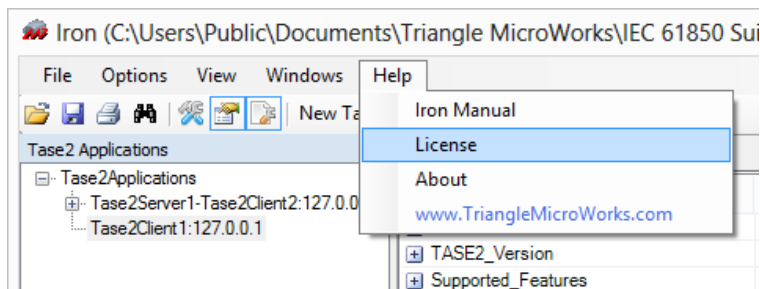 Iron (C:\Users\Public\Documents\Triangle MicroWorks\IEC 61850 Sui
File Options View Windows Help
New Ta
Iron Manual
License
About
www.TriangleMicroWorks.com
Tase2 Applications
Tase2Applications
Tase2Server1-Tase2Client2:127.0.0
Tase2Client1:127.0.0.1
TASE2_Version
Supported_Features